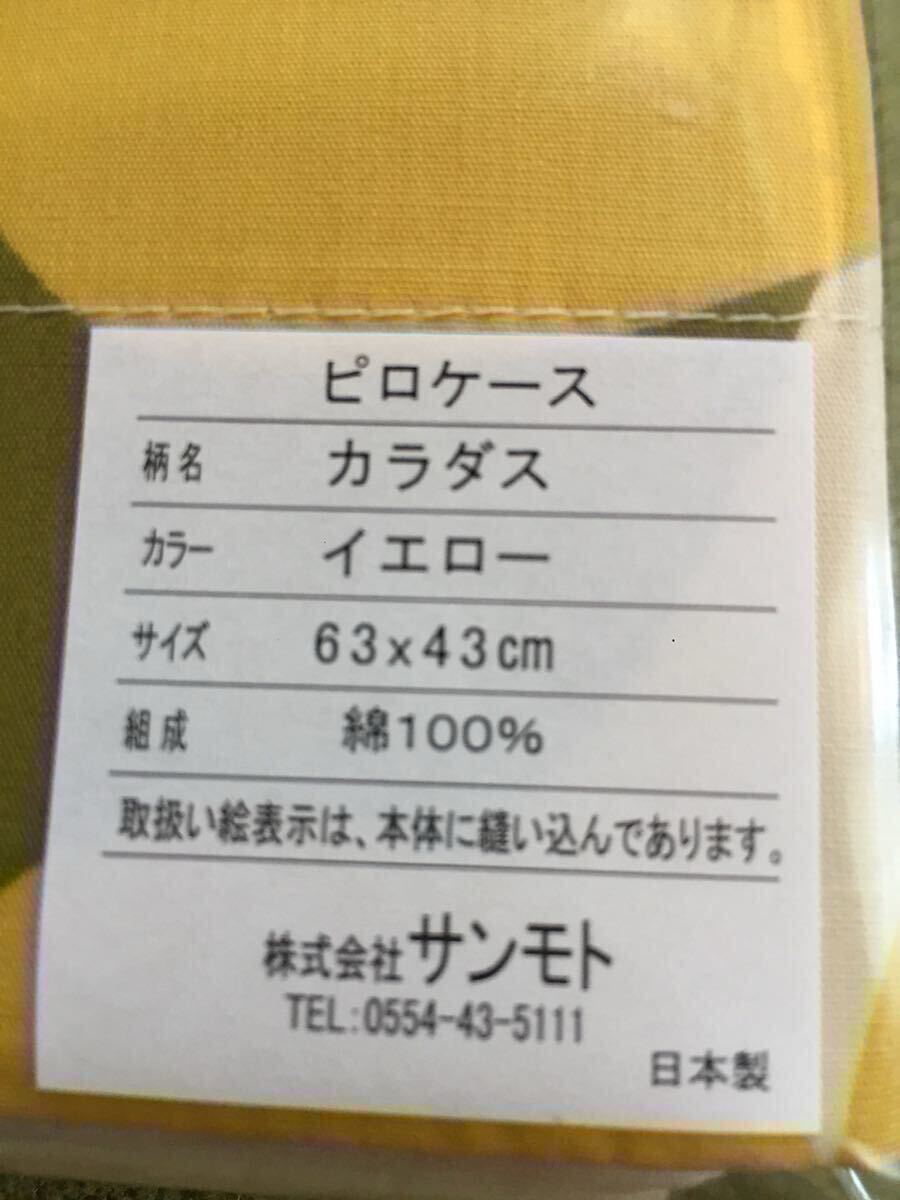 ピロケース
柄名 カラダス
カラー イエロー
サイズ 63x43cm
組成 綿100%
取扱い絵表示は、本体に縫い込んであります。
株式会社サンモト
TEL:0554-43-5111
日本製